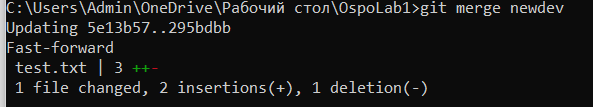 C:\Users\Admin\OneDrive\Рабочий стол\OspoLab1>git merge newdev
Updating 5e13b57..295bdbb
Fast-forward
 test.txt | 3 ++-
 1 file changed, 2 insertions(+), 1 deletion(-)